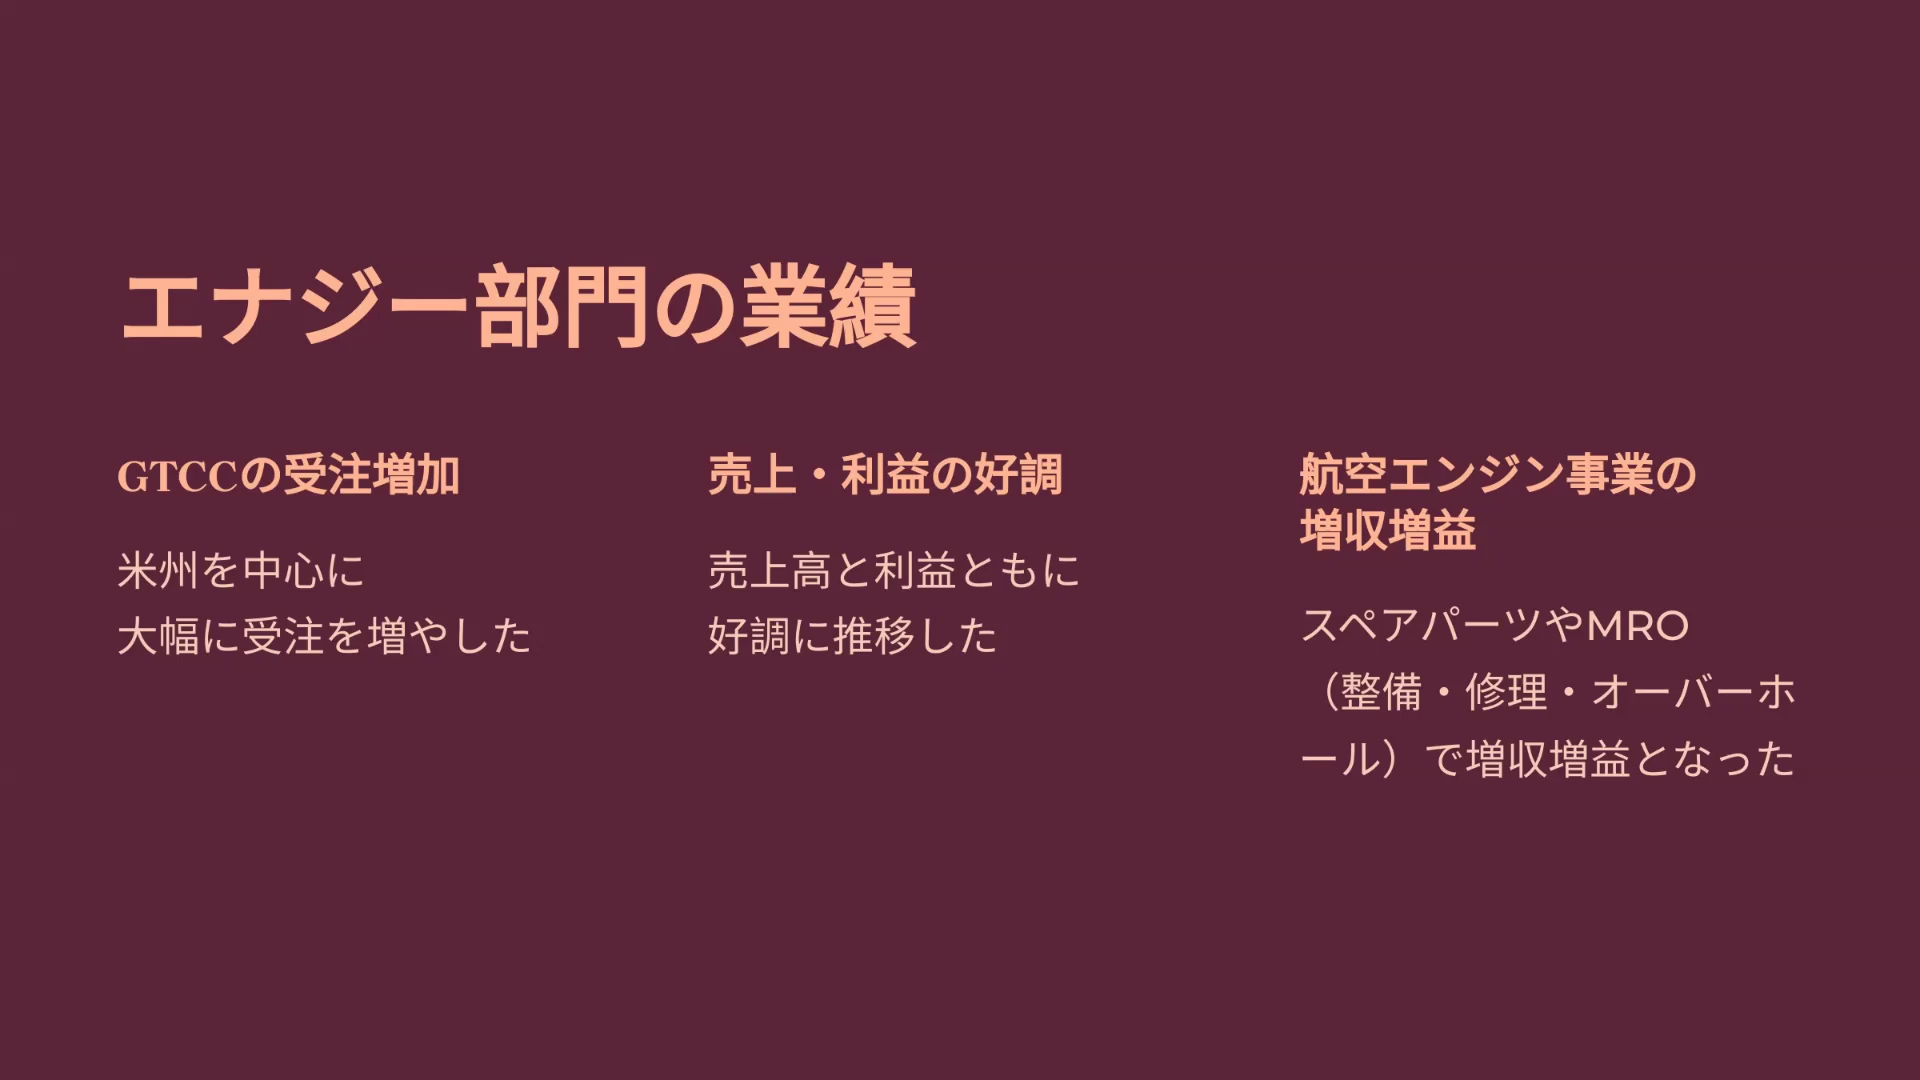 エナジー部門の業績
GTCCの受注増加
米州を中心に
大幅に受注を増やした
売上・利益の好調
売上高と利益ともに
好調に推移した
航空エンジン事業の
増収増益
スペアパーツやMRO
（整備・修理・オーバーホ
ール）で増収増益となった